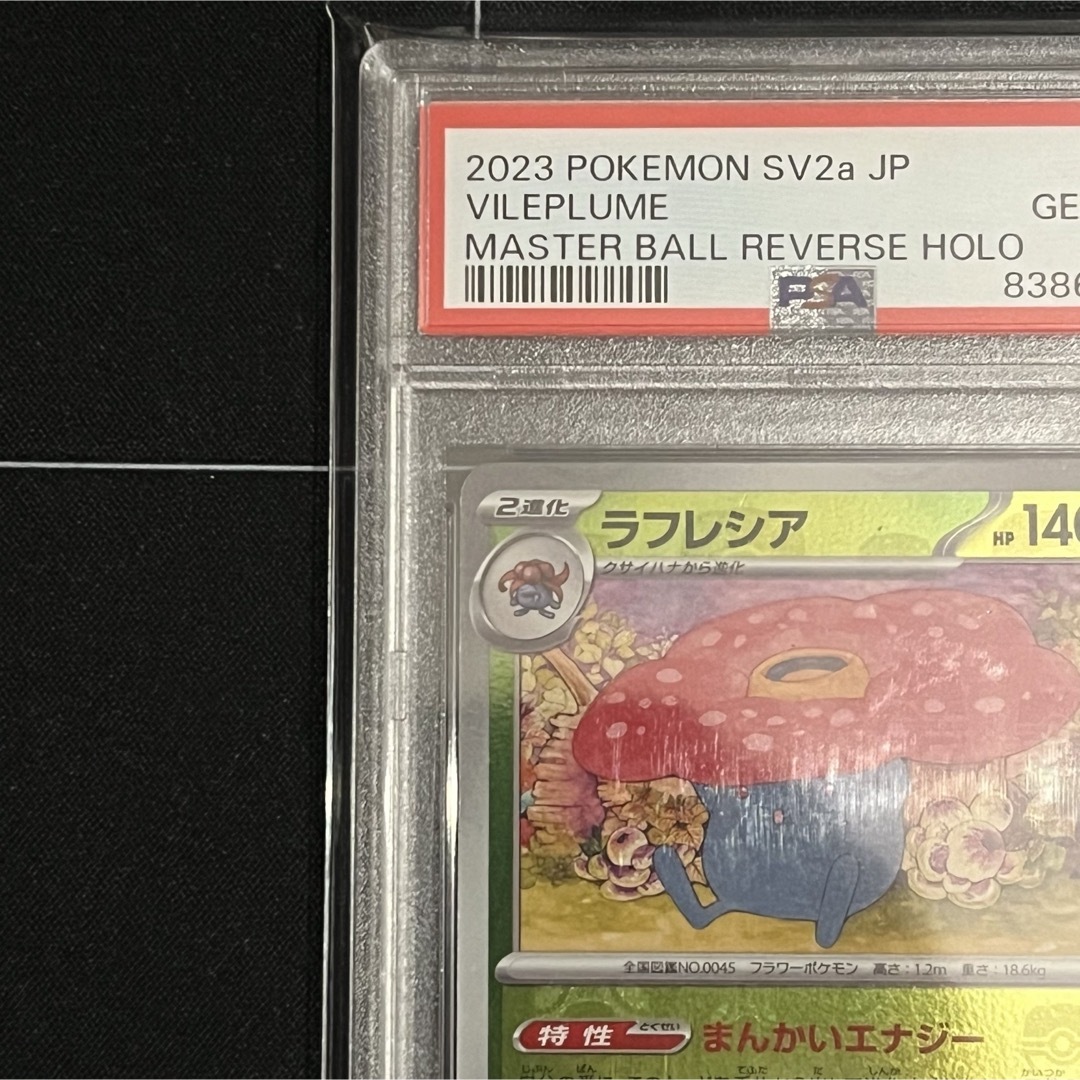 2023 POKEMON SV2a JP
VILEPLUME GE
MASTER BALL REVERSE HOLO
PSA 8386
2進化 ラフレシア HP 140
クサイハナから進化
全国図鑑NO.0045 フラワーポケモン 高さ:1.2m 重さ:18.6kg
特性 とくせい まんかいエナジー